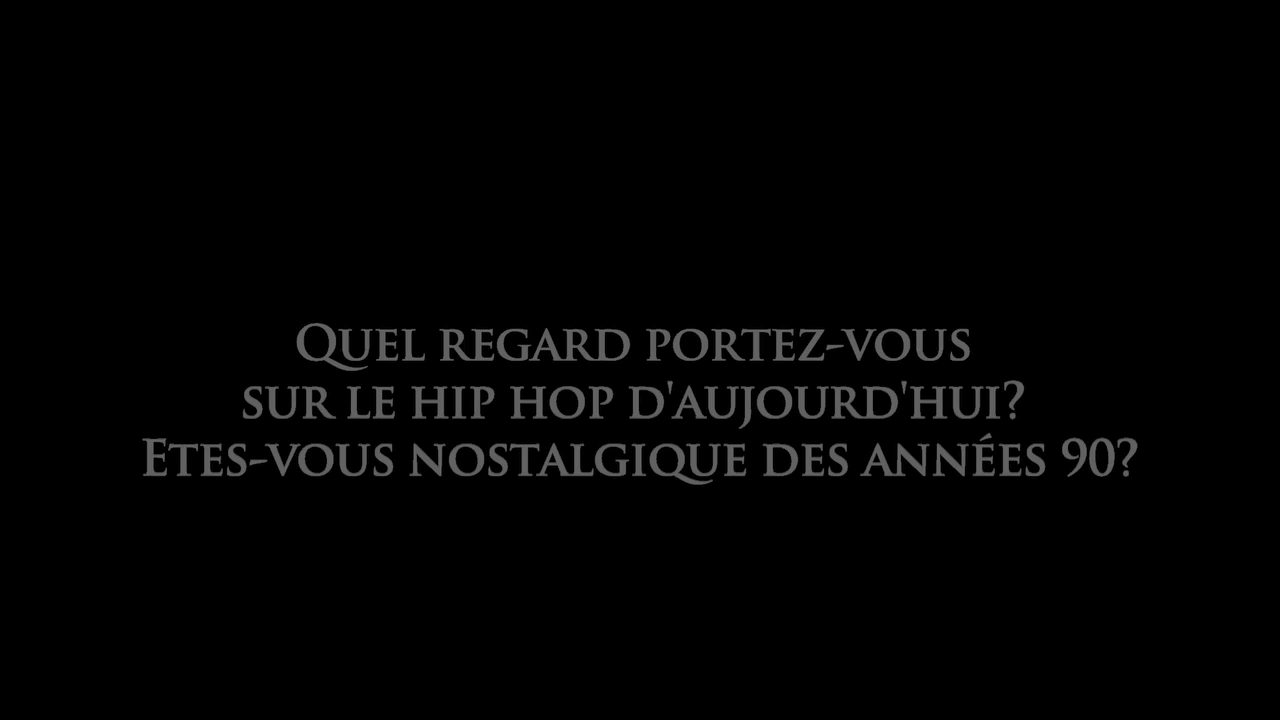 Quel regard portez-vous
sur le hip hop d'aujourd'hui?
Etes-vous nostalgique des années 90?